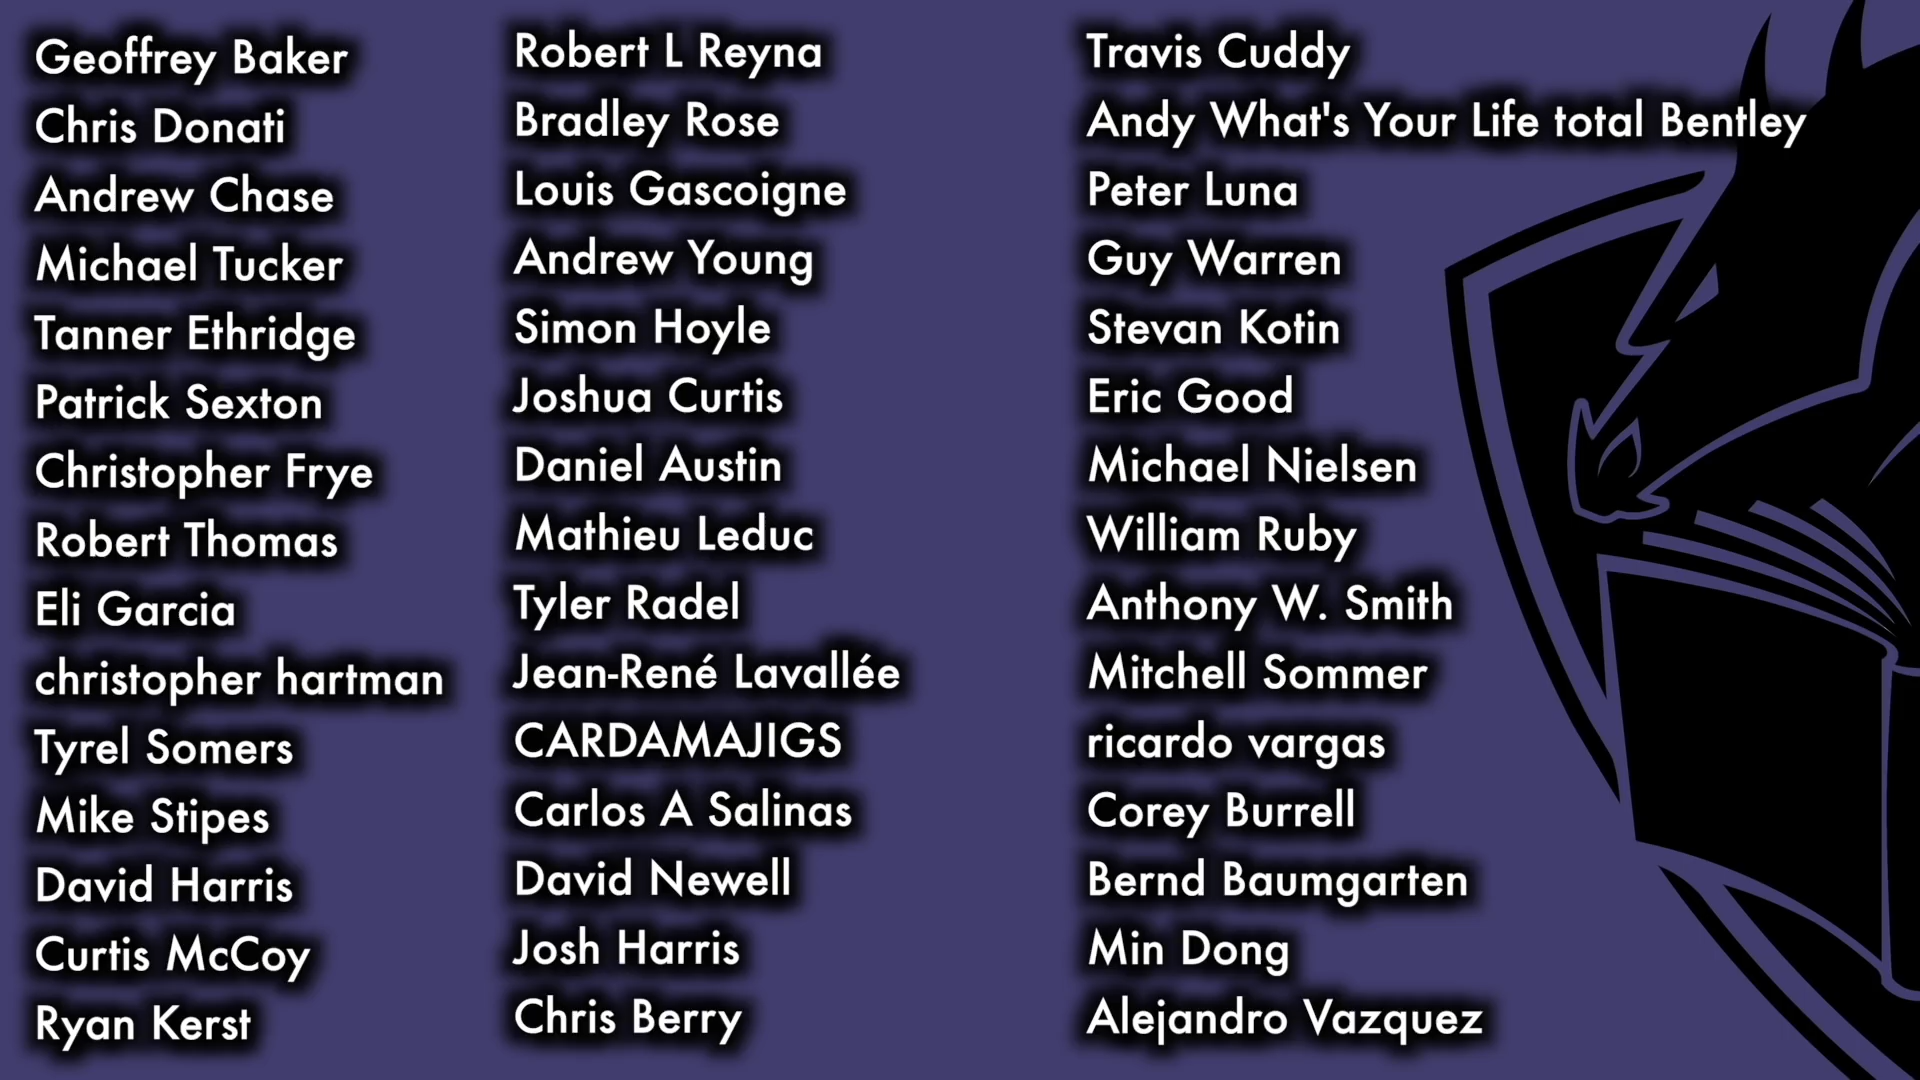 Geoffrey Baker
Chris Donati
Andrew Chase
Michael Tucker
Tanner Ethridge
Patrick Sexton
Christopher Frye
Robert Thomas
Eli Garcia
christopher hartman
Tyrel Somers
Mike Stipes
David Harris
Curtis McCoy
Ryan Kerst
Robert L Reyna
Bradley Rose
Louis Gascoigne
Andrew Young
Simon Hoyle
Joshua Curtis
Daniel Austin
Mathieu Leduc
Tyler Radel
Jean-René Lavallée
CARDAMAJIGS
Carlos A Salinas
David Newell
Josh Harris
Chris Berry
Travis Cuddy
Andy What's Your Life total Bentley
Peter Luna
Guy Warren
Stevan Kotin
Eric Good
Michael Nielsen
William Ruby
Anthony W. Smith
Mitchell Sommer
ricardo vargas
Corey Burrell
Bernd Baumgarten
Min Dong
Alejandro Vazquez